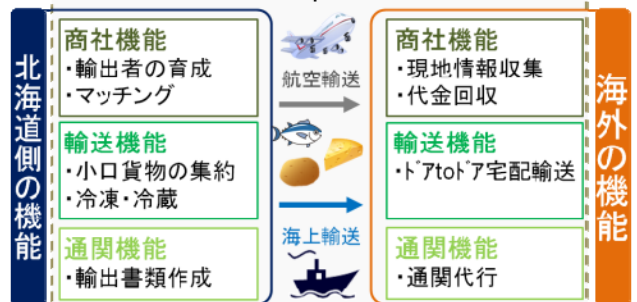 北海道側の機能
商社機能
・輸出者の育成
・マッチング
輸送機能
・小口貨物の集約
・冷凍・冷蔵
通関機能
・輸出書類作成
航空輸送
海上輸送
商社機能
・現地情報収集
・代金回収
輸送機能
・ﾄﾞｱtoﾄﾞｱ宅配輸送
通関機能
・通関代行
海外の機能